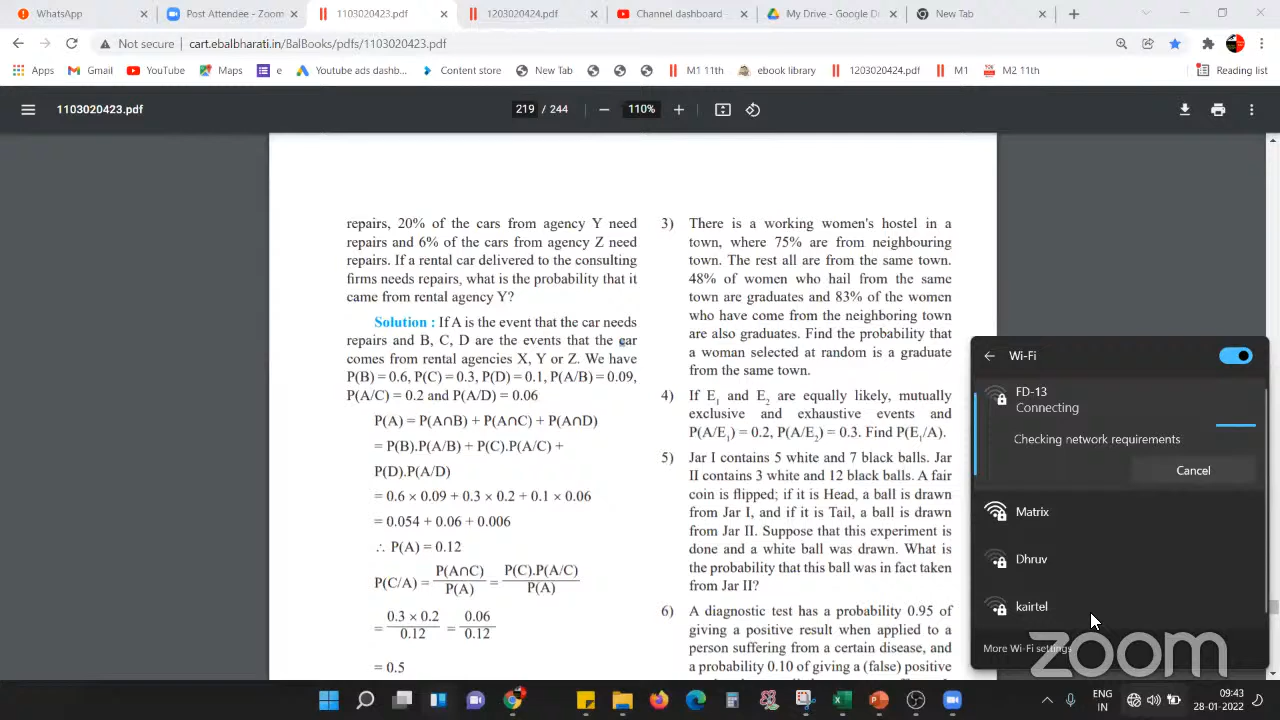 WhatsApp
Post Attendee - Zoom
1103020423.pdf
1203020424.pdf
Channel dashboard
My Drive - Google Di
New Tab
Not secure
cart.ebalbharati.in/BalBooks/pdfs/1103020423.pdf
Apps
Gmail
YouTube
Maps
e
Youtube ads dashb...
Content store
New Tab
M1 11th
ebook library
1203020424.pdf
M1
M2 11th
Reading list
1103020423.pdf
219 / 244
110%
repairs, 20% of the cars from agency Y need
repairs and 6% of the cars from agency Z need
repairs. If a rental car delivered to the consulting
firms needs repairs, what is the probability that it
came from rental agency Y?
Solution : If A is the event that the car needs
repairs and B, C, D are the events that the car
comes from rental agencies X, Y or Z. We have
P(B) = 0.6, P(C) = 0.3, P(D) = 0.1, P(A/B) = 0.09,
P(A/C) = 0.2 and P(A/D) = 0.06
P(A) = P(A∩B) + P(A∩C) + P(A∩D)
= P(B).P(A/B) + P(C).P(A/C) +
P(D).P(A/D)
= 0.6 × 0.09 + 0.3 × 0.2 + 0.1 × 0.06
= 0.054 + 0.06 + 0.006
∴ P(A) = 0.12
P(C/A) = P(A∩C)/P(A) = P(C).P(A/C)/P(A)
= 0.3 × 0.2/0.12 = 0.06/0.12
= 0.5
3) There is a working women's hostel in a
town, where 75% are from neighbouring
town. The rest all are from the same town.
48% of women who hail from the same
town are graduates and 83% of the women
who have come from the neighboring town
are also graduates. Find the probability that
a woman selected at random is a graduate
from the same town.
4) If E₁ and E₂ are equally likely, mutually
exclusive and exhaustive events and
P(A/E₁) = 0.2, P(A/E₂) = 0.3. Find P(E₁/A).
5) Jar I contains 5 white and 7 black balls. Jar
II contains 3 white and 12 black balls. A fair
coin is flipped; if it is Head, a ball is drawn
from Jar I, and if it is Tail, a ball is drawn
from Jar II. Suppose that this experiment is
done and a white ball was drawn. What is
the probability that this ball was in fact taken
from Jar II?
6) A diagnostic test has a probability 0.95 of
giving a positive result when applied to a
person suffering from a certain disease, and
a probability 0.10 of giving a (false) positive
Wi-Fi
FD-13
Connecting
Checking network requirements
Cancel
Matrix
Dhruv
kairtel
More Wi-Fi settings
zoom
ENG
IN
09:43
28-01-2022